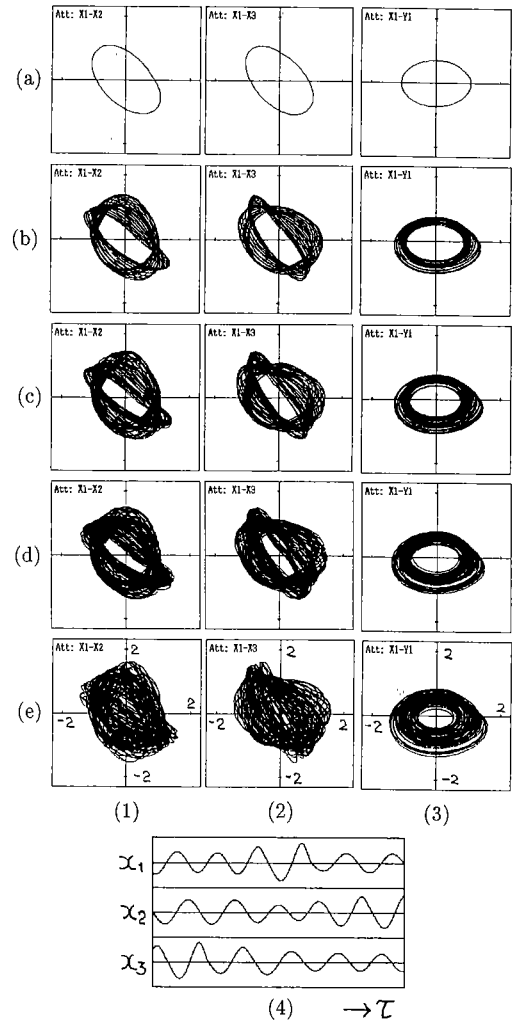 Att: X1-X2 Att: X1-X3 Att: X1-Y1
(a)
Att: X1-X2 Att: X1-X3 Att: X1-Y1
(b)
Att: X1-X2 Att: X1-X3 Att: X1-Y1
(c)
Att: X1-X2 Att: X1-X3 Att: X1-Y1
(d)
Att: X1-X2 Att: X1-X3 Att: X1-Y1
2 2 2
(e) -2 2 -2 2 -2 2
-2 -2 -2
(1) (2) (3)
x1
x2
x3
(4) → τ